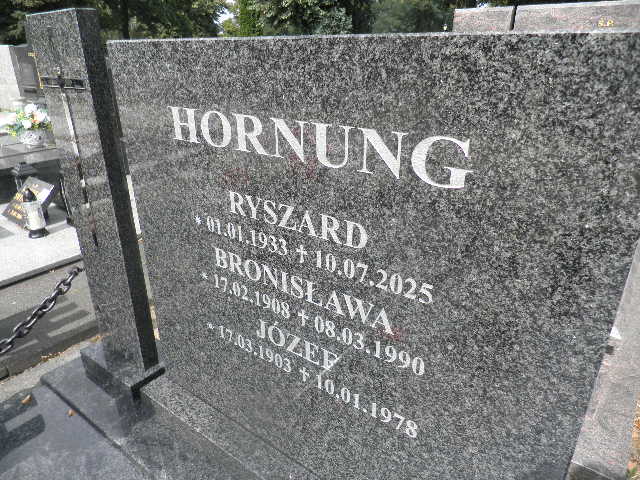 HORNUNG
RYSZARD
* 01.01.1933 † 10.07.2025
BRONISŁAWA
* 17.02.1908 † 08.03.1990
JÓZEF
* 17.03.1903 † 10.01.1978